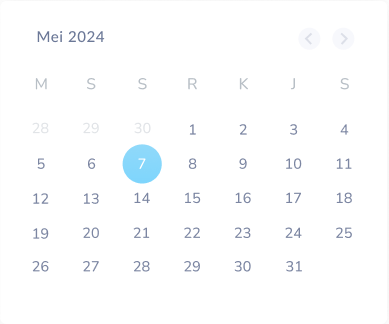 Mei 2024
M S S R K J S
28 29 30 1 2 3 4
5 6 7 8 9 10 11
12 13 14 15 16 17 18
19 20 21 22 23 24 25
26 27 28 29 30 31